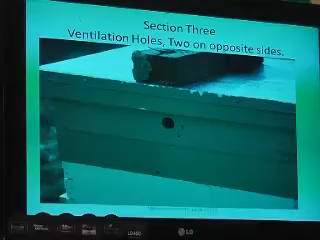 Section Three
Ventilation Holes, Two on opposite sides.
LG